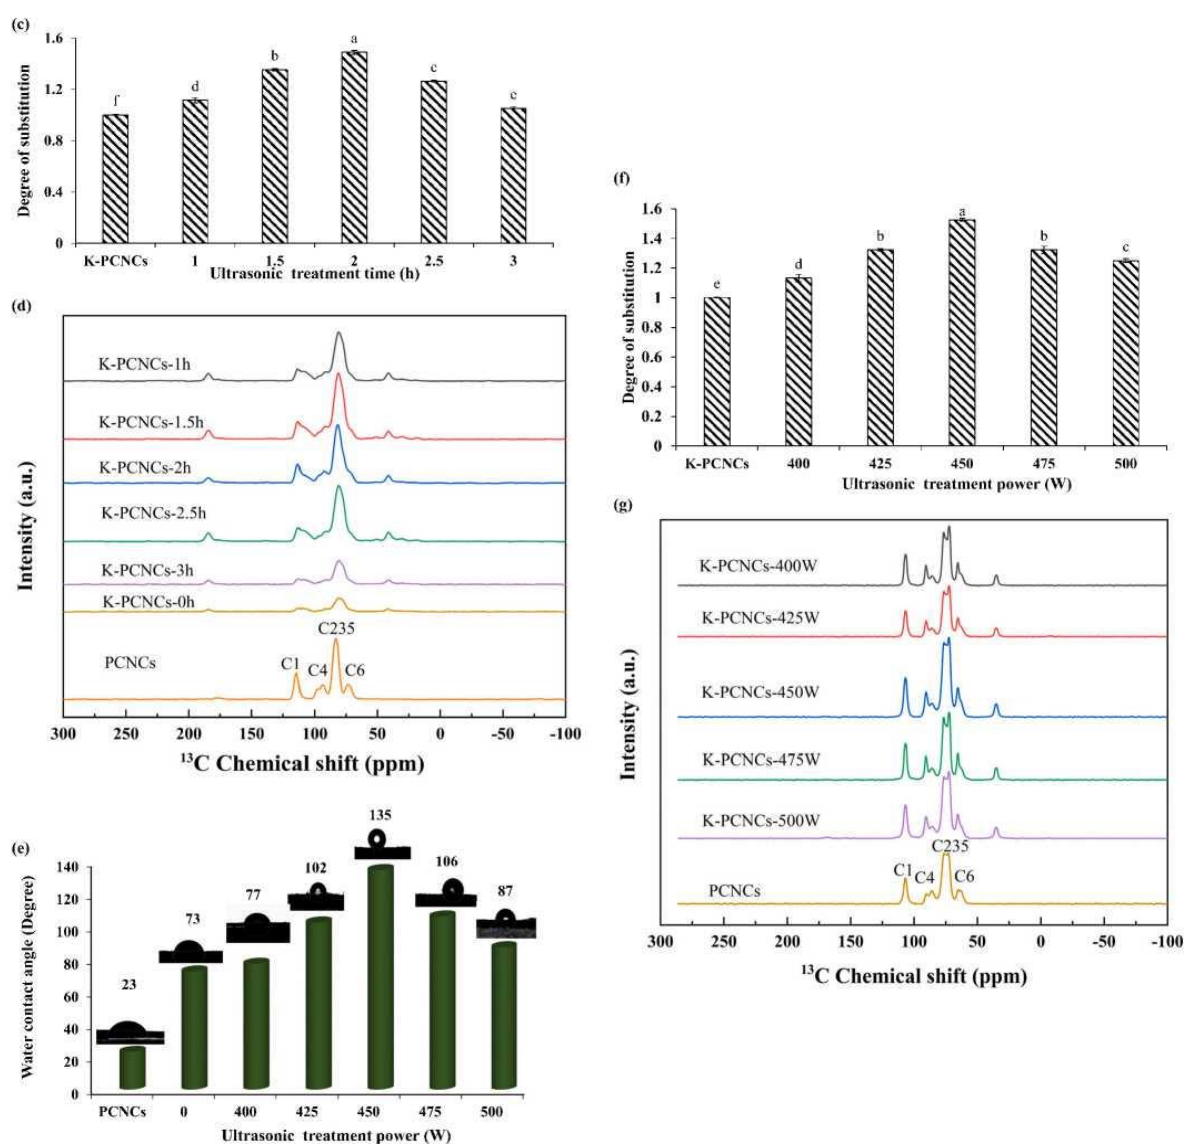 (c)
1.6
1.2
0.8
0.4
0
Degree of substitution
f
d
b
a
c
e
K-PCNCs 1 1.5 2 2.5 3
Ultrasonic treatment time (h)
(d)
K-PCNCs-1h
K-PCNCs-1.5h
K-PCNCs-2h
K-PCNCs-2.5h
K-PCNCs-3h
K-PCNCs-0h
PCNCs
C1
C4
C235
C6
Intensity (a.u.)
300 250 200 150 100 50 0 -50 -100
¹³C Chemical shift (ppm)
(e)
140
120
100
80
60
40
20
0
Water contact angle (Degree)
23
73
77
102
135
106
87
PCNCs 0 400 425 450 475 500
Ultrasonic treatment power (W)
(f)
1.6
1.4
1.2
1
0.8
0.6
0.4
0.2
0
Degree of substitution
e
d
b
a
b
c
K-PCNCs 400 425 450 475 500
Ultrasonic treatment power (W)
(g)
K-PCNCs-400W
K-PCNCs-425W
K-PCNCs-450W
K-PCNCs-475W
K-PCNCs-500W
PCNCs
C1
C4
C235
C6
Intensity (a.u.)
300 250 200 150 100 50 0 -50 -100
¹³C Chemical shift (ppm)